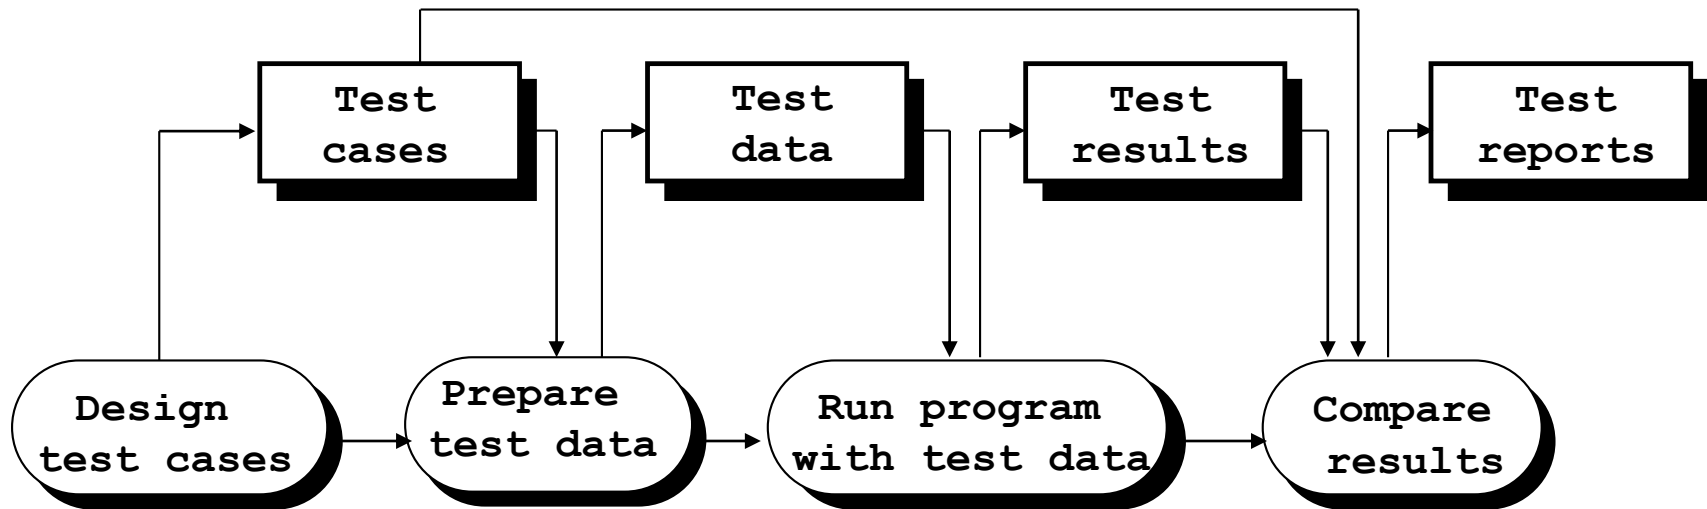 Test
cases
Test
data
Test
results
Test
reports
Design
test cases
Prepare
test data
Run program
with test data
Compare
results